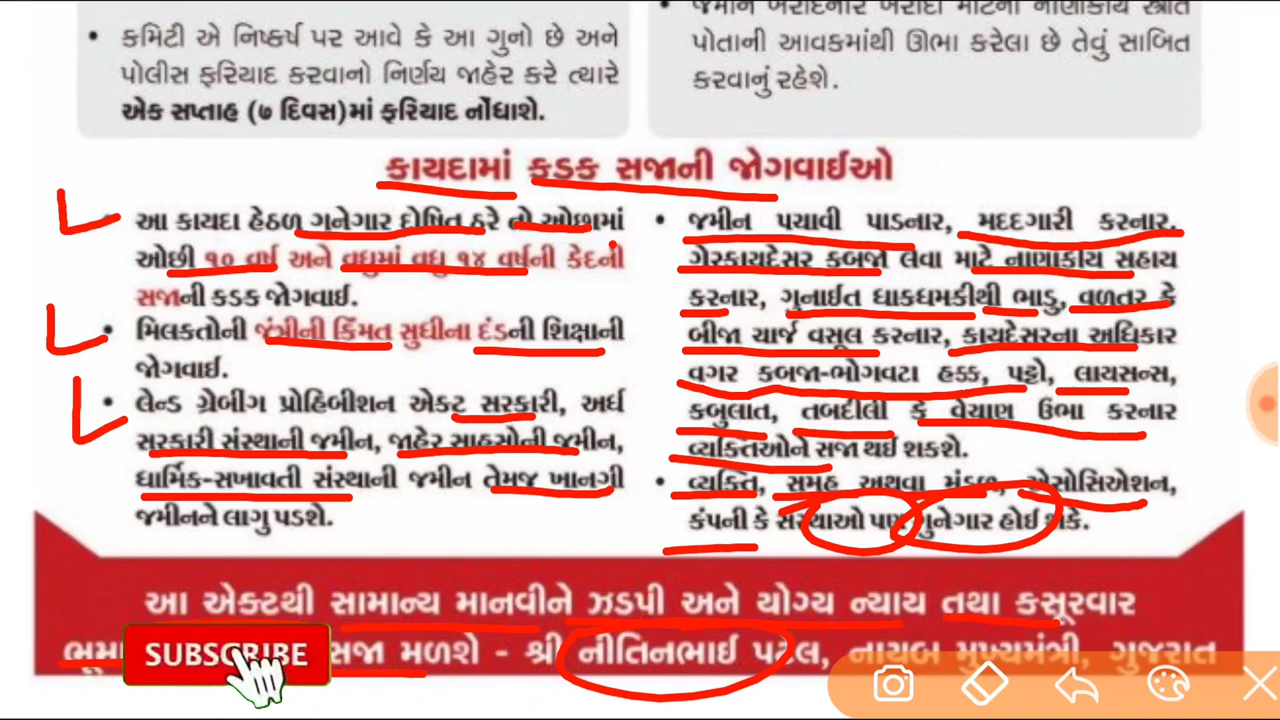 કમિટી એ નિષ્કર્ષ પર આવે કે આ ગુનો છે અને
પોલીસ ફરિયાદ કરવાનો નિર્ણય જાહેર કરે ત્યારે
એક સપ્તાહ (૭ દિવસ)માં ફરિયાદ નોંધાશે.
જમીન ખરીદનાર ખરીદી માટેના નાણાકીય સ્ત્રોત
પોતાની આવકમાંથી ઊભા કરેલા છે તેવું સાબિત
કરવાનું રહેશે.
કાયદામાં કડક સજાની જોગવાઈઓ
આ કાયદા હેઠળ ગુનેગાર દોષિત ઠરે તો ઓછામાં
ઓછી ૧૦ વર્ષ અને વધુમાં વધુ ૧૪ વર્ષની કેદની
સજાની કડક જોગવાઈ.
મિલકતોની જંત્રીની કિંમત સુધીના દંડની શિક્ષાની
જોગવાઈ.
લેન્ડ ગ્રેબીંગ પ્રોહિબીશન એક્ટ સરકારી, અર્ધ
સરકારી સંસ્થાની જમીન, જાહેર સાહસોની જમીન,
ધાર્મિક-સખાવતી સંસ્થાની જમીન તેમજ ખાનગી
જમીનને લાગુ પડશે.
જમીન પચાવી પાડનાર, મદદગારી કરનાર,
ગેરકાયદેસર કબજો લેવા માટે નાણાકીય સહાય
કરનાર, ગુનાઈત ધાકધમકીથી ભાડુ, વળતર કે
બીજા ચાર્જ વસૂલ કરનાર, કાયદેસરના અધિકાર
વગર કબજા-ભોગવટા હક્ક, પટ્ટો, લાયસન્સ,
કબુલાત, તબદીલી કે વેચાણ ઉભા કરનાર
વ્યક્તિઓને સજા થઈ શકશે.
વ્યક્તિ, સમૂહ અથવા મંડળ, એસોસિએશન,
કંપની કે સંસ્થાઓ પણ ગુનેગાર હોઈ શકે.
આ એક્ટથી સામાન્ય માનવીને ઝડપી અને યોગ્ય ન્યાય તથા કસૂરવાર
સજા મળશે - શ્રી નીતિનભાઈ પટેલ, નાયબ મુખ્યમંત્રી, ગુજરાત
SUBSCRIBE